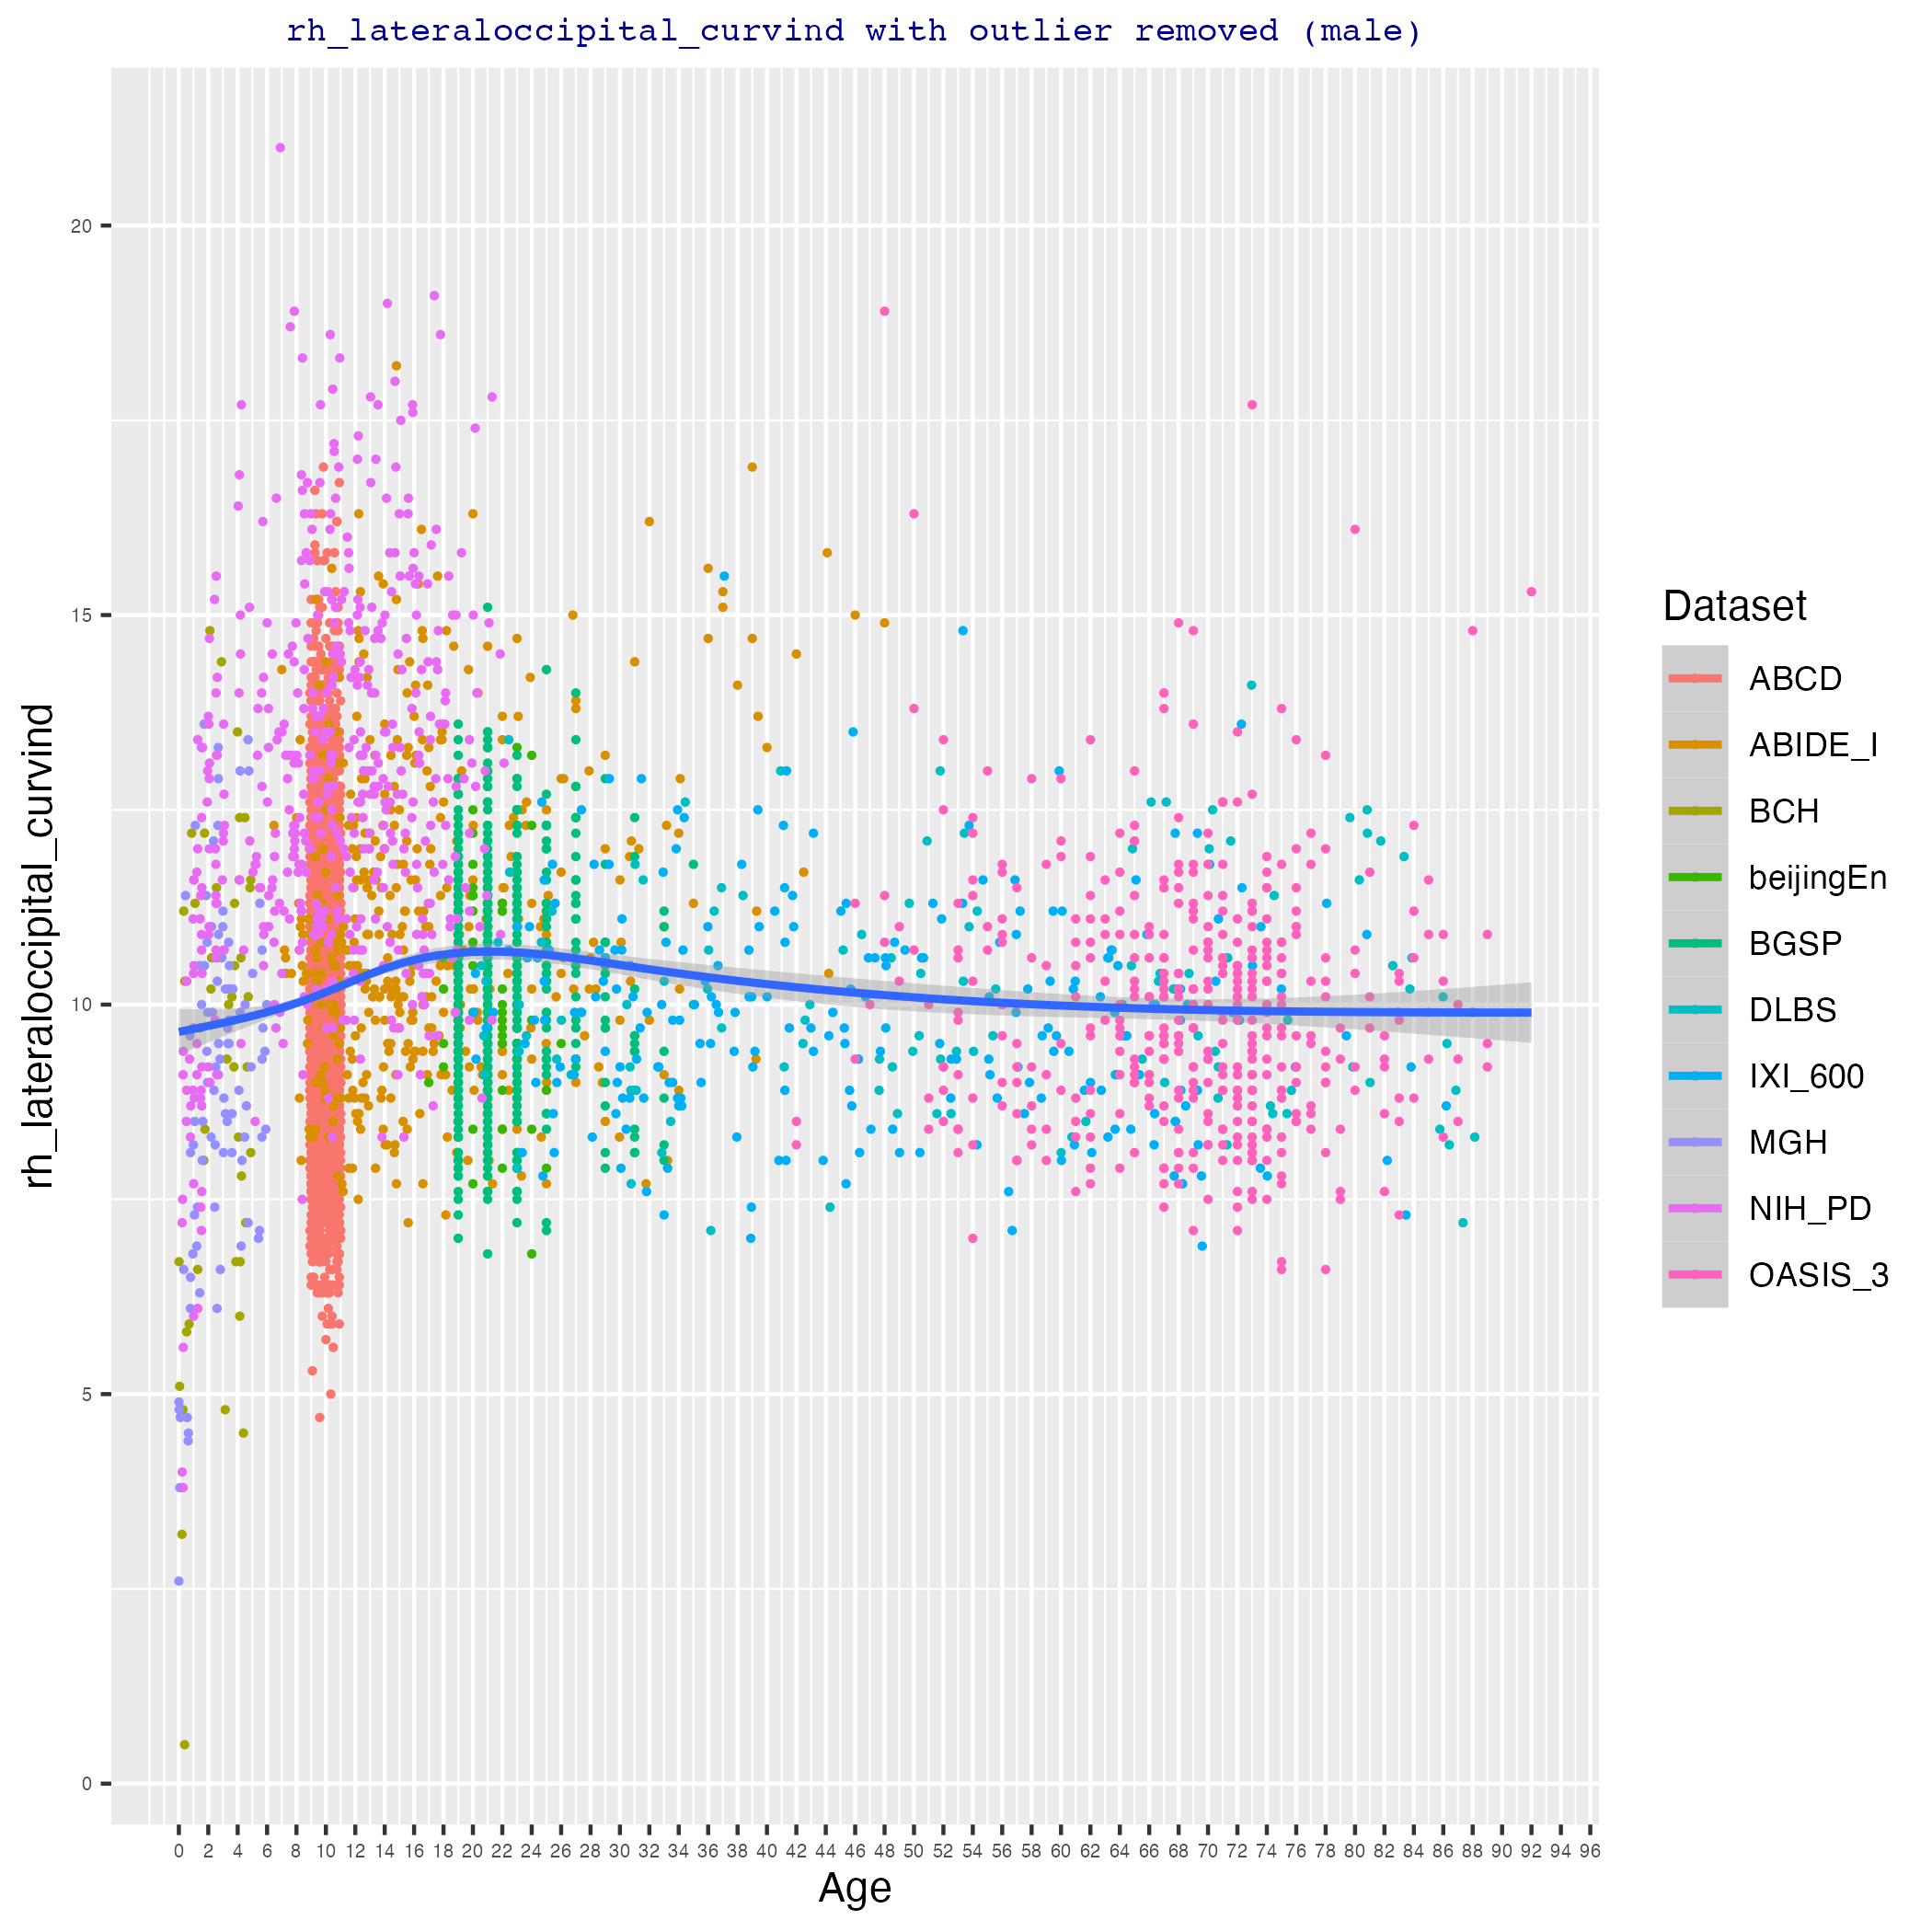 rh_lateraloccipital_curvind with outlier removed (male)
rh_lateraloccipital_curvind
20
15
10
5
0
0 2 4 6 8 10 12 14 16 18 20 22 24 26 28 30 32 34 36 38 40 42 44 46 48 50 52 54 56 58 60 62 64 66 68 70 72 74 76 78 80 82 84 86 88 90 92 94 96
Age
Dataset
ABCD
ABIDE_I
BCH
beijingEn
BGSP
DLBS
IXI_600
MGH
NIH_PD
OASIS_3